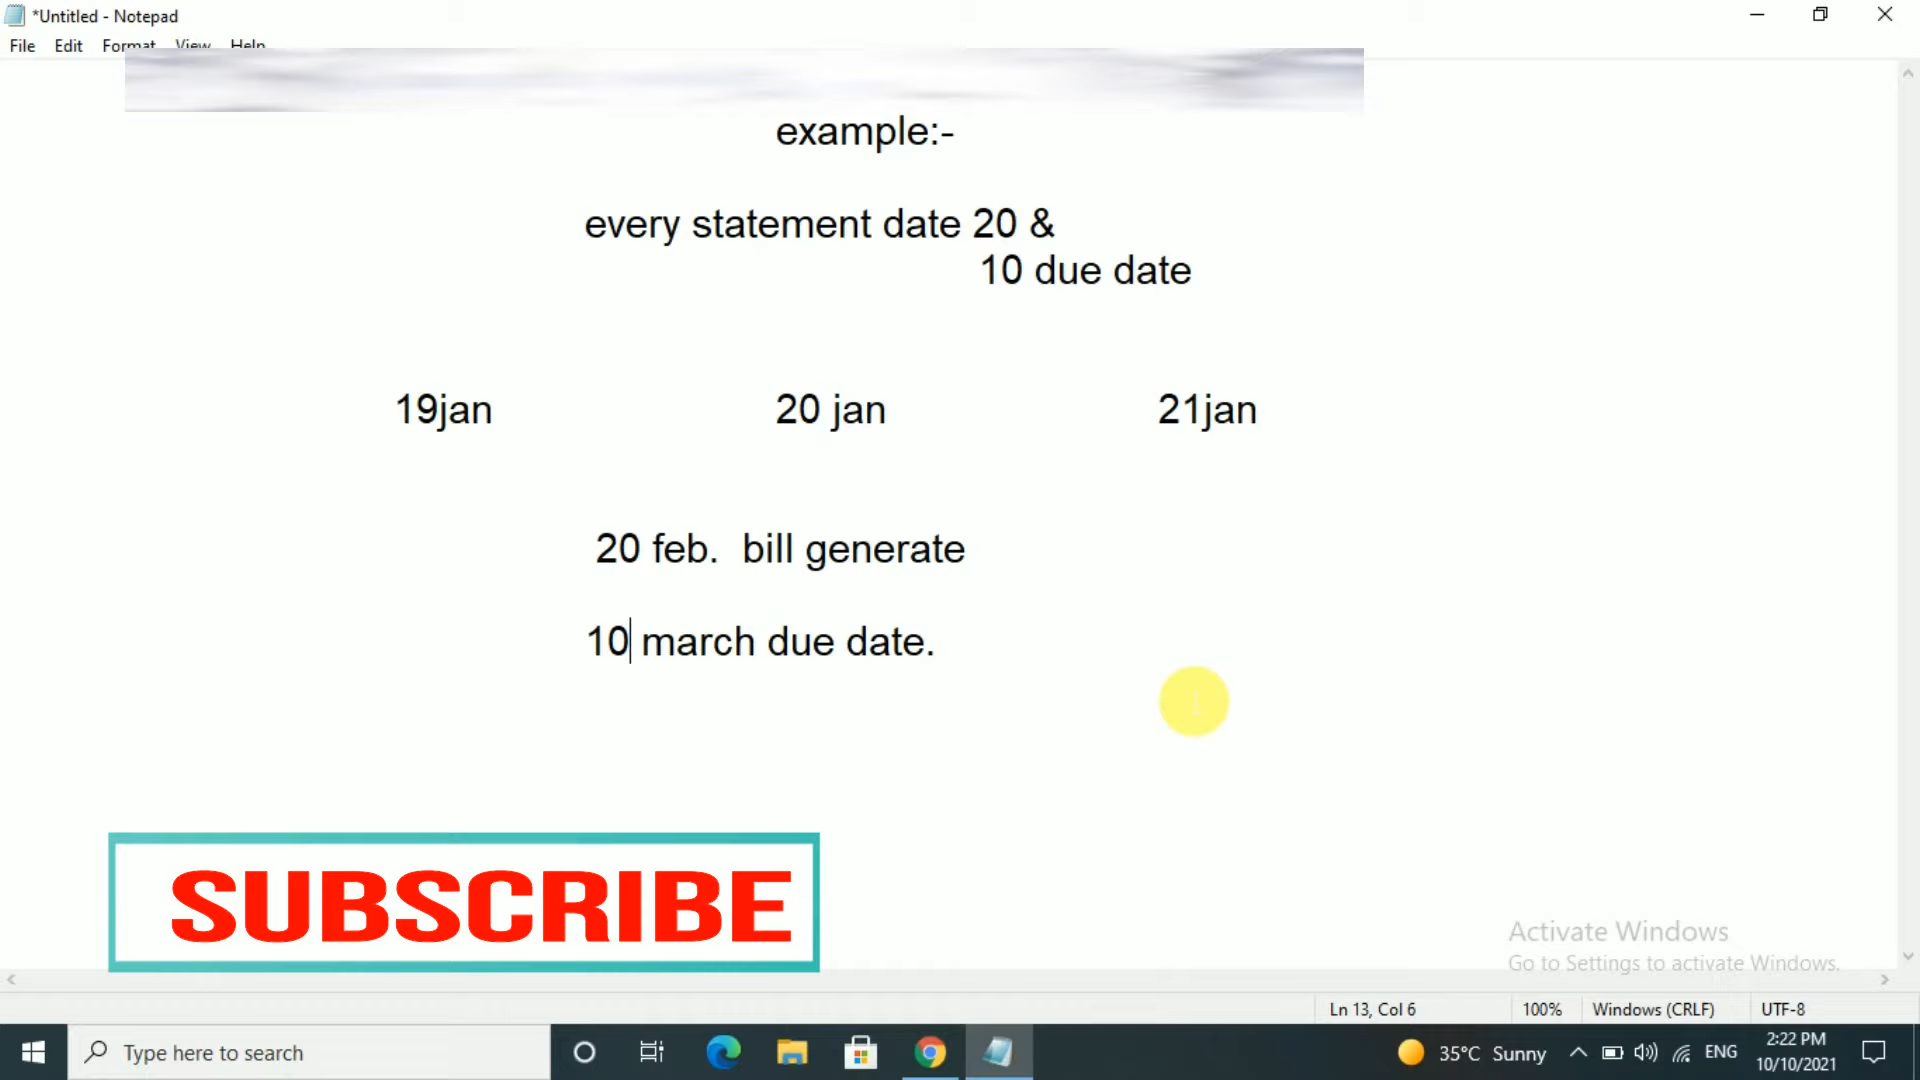 *Untitled - Notepad
File Edit Format View Help
example:-
every statement date 20 &
10 due date
19jan 20 jan 21jan
20 feb. bill generate
10 march due date.
SUBSCRIBE
Activate Windows
Go to Settings to activate Windows.
Ln 13, Col 6 100% Windows (CRLF) UTF-8
Type here to search 35°C Sunny ENG 2:22 PM
10/10/2021